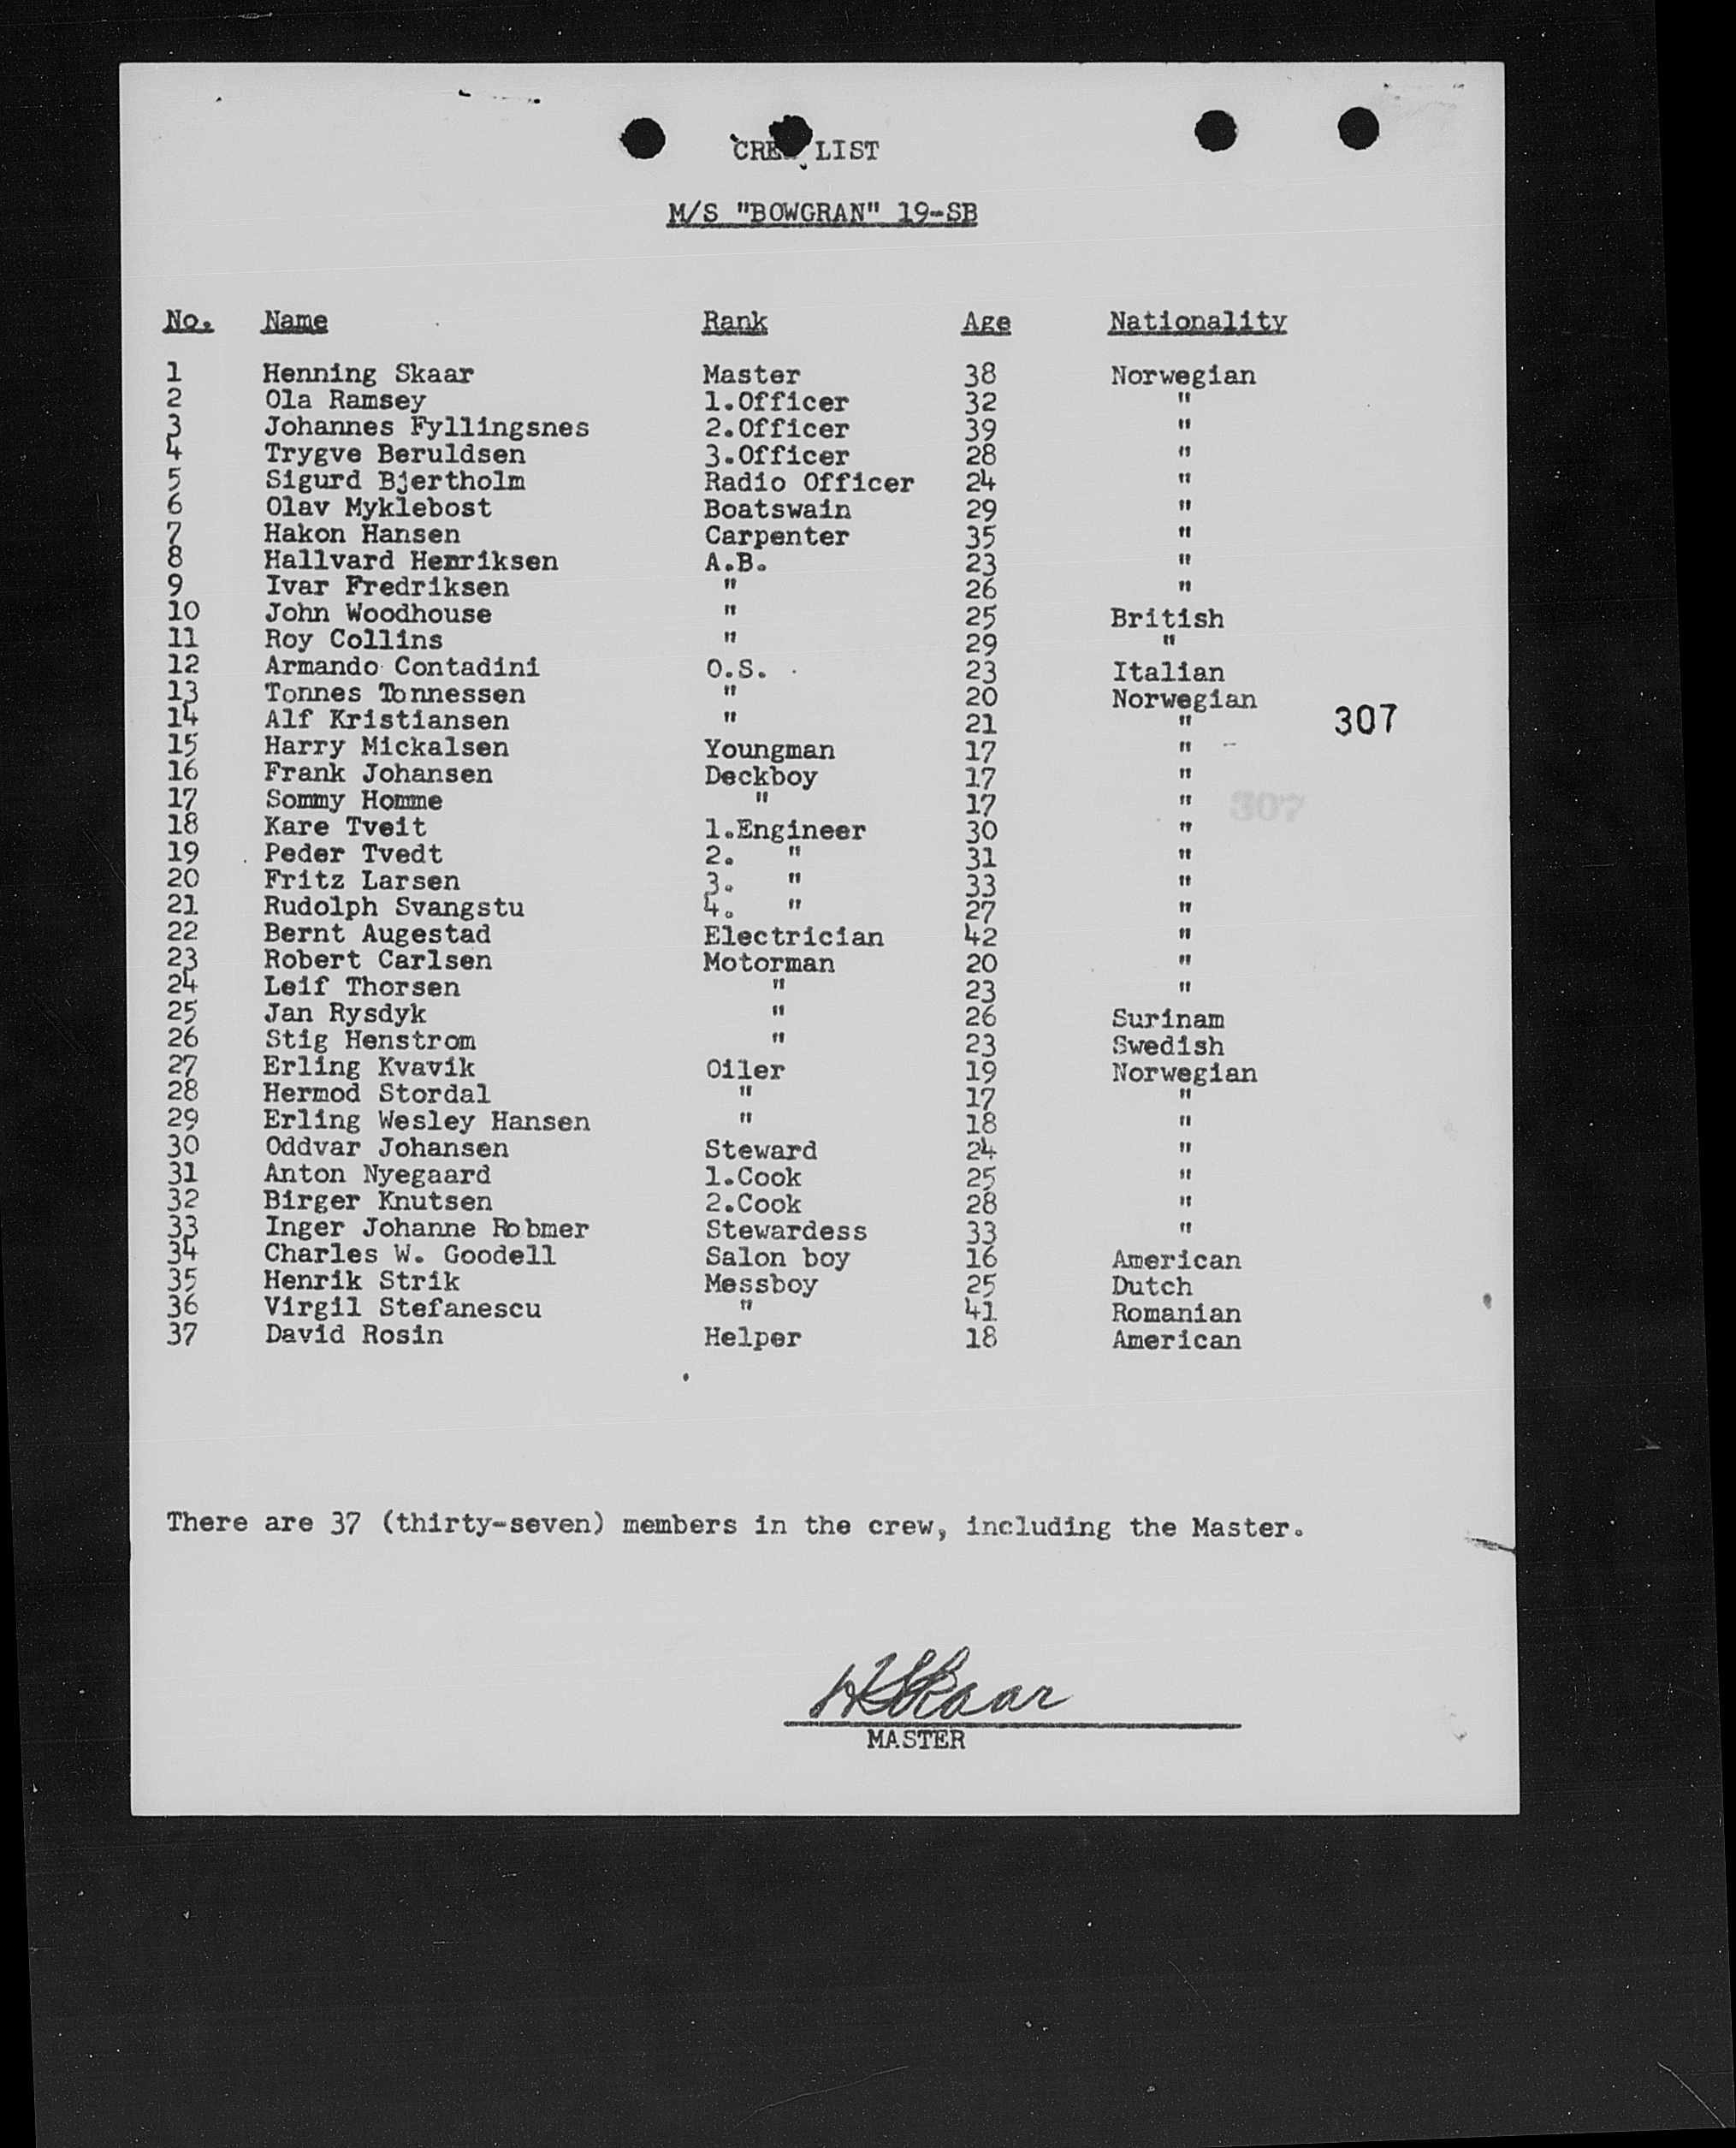 CREW LIST
M/S "BOWGRAN" 19-SB
No. Name Rank Age Nationality
1 Henning Skaar Master 38 Norwegian
2 Ola Ramsey 1.Officer 32 "
3 Johannes Fyllingsnes 2.Officer 39 "
4 Trygve Beruldsen 3.Officer 28 "
5 Sigurd Bjertholm Radio Officer 24 "
6 Olav Myklebost Boatswain 29 "
7 Hakon Hansen Carpenter 35 "
8 Hallvard Henriksen A.B. 23 "
9 Ivar Fredriksen " 26 "
10 John Woodhouse " 25 British
11 Roy Collins " 29 "
12 Armando Contadini O.S. 23 Italian
13 Tonnes Tonnessen " 20 Norwegian
14 Alf Kristiansen " 21 " 307
15 Harry Mickalsen Youngman 17 "
16 Frank Johansen Deckboy 17 "
17 Sommy Homme " 17 " 307
18 Kare Tveit 1.Engineer 30 "
19 Peder Tvedt 2. " 31 "
20 Fritz Larsen 3. " 33 "
21 Rudolph Svangstu 4. " 27 "
22 Bernt Augestad Electrician 42 "
23 Robert Carlsen Motorman 20 "
24 Leif Thorsen " 23 "
25 Jan Rysdyk " 26 Surinam
26 Stig Henstrom " 23 Swedish
27 Erling Kvavik Oiler 19 Norwegian
28 Hermod Stordal " 17 "
29 Erling Wesley Hansen " 18 "
30 Oddvar Johansen Steward 24 "
31 Anton Nyegaard 1.Cook 25 "
32 Birger Knutsen 2.Cook 28 "
33 Inger Johanne Robmer Stewardess 33 "
34 Charles W. Goodell Salon boy 16 American
35 Henrik Strik Messboy 25 Dutch
36 Virgil Stefanescu " 41 Romanian
37 David Rosin Helper 18 American
There are 37 (thirty-seven) members in the crew, including the Master.
H Skaar
MASTER